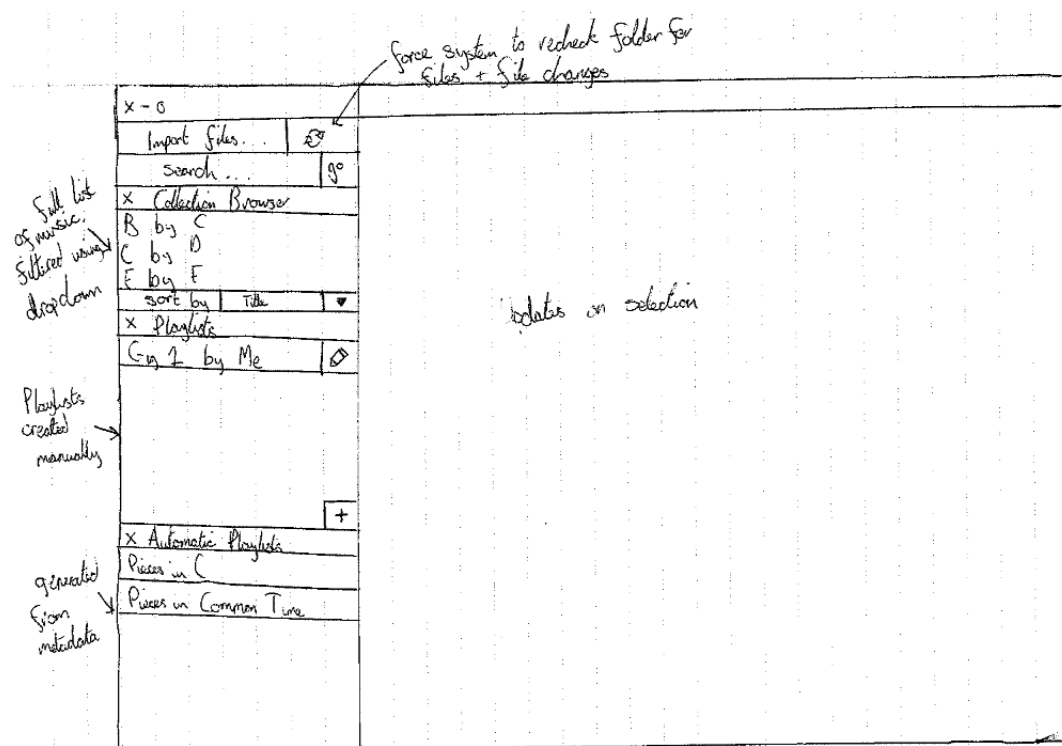 force system to recheck folder for
files + file changes
x - o
Import files...
search...
go
full list
of music,
filtered using
dropdown
x Collection Browser
B by C
C by D
E by F
sort by Title
x Playlists
Gig 1 by Me
Playlists
created
manually
+
x Automatic Playlists
Pieces in C
Pieces in Common Time
generated
from
metadata
on selection